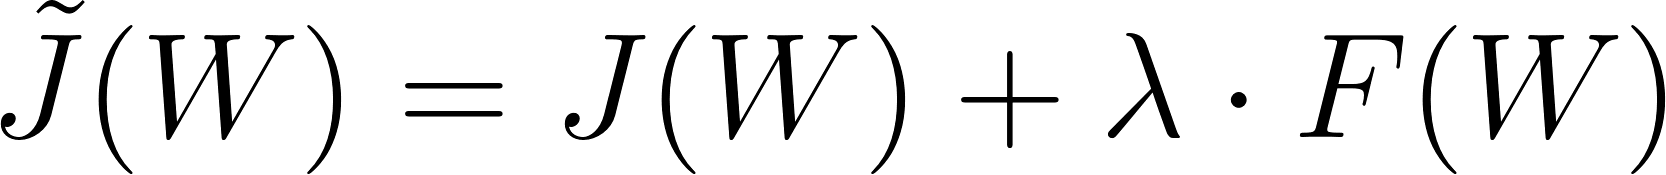 J̃(W) = J(W) + λ · F(W)